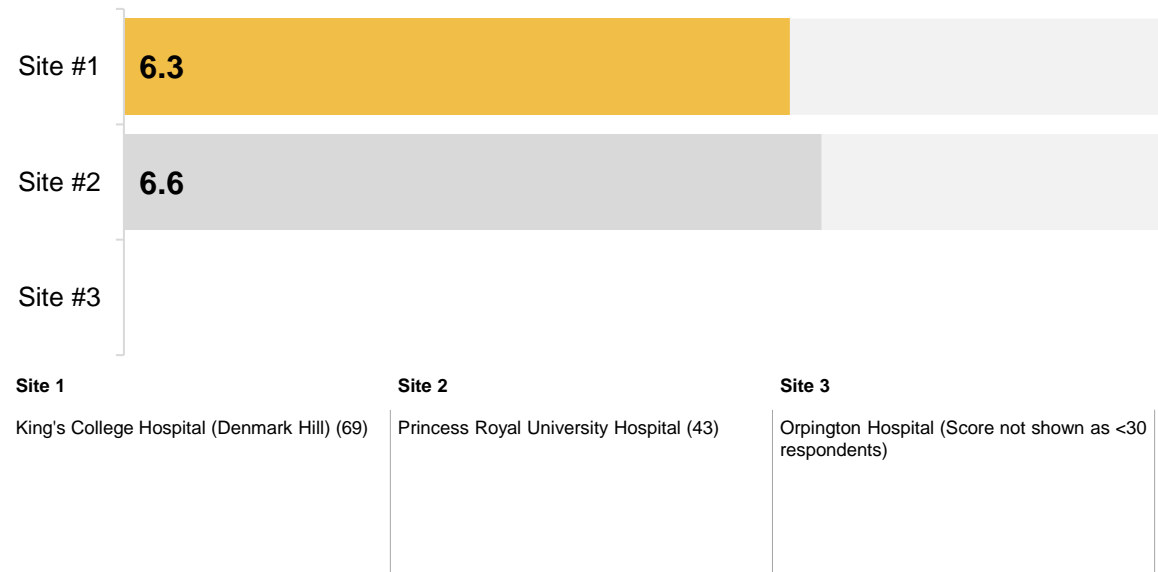 Site #1
6.3
Site #2
6.6
Site #3
Site 1
King's College Hospital (Denmark Hill) (69)
Site 2
Princess Royal University Hospital (43)
Site 3
Orpington Hospital (Score not shown as <30
respondents)